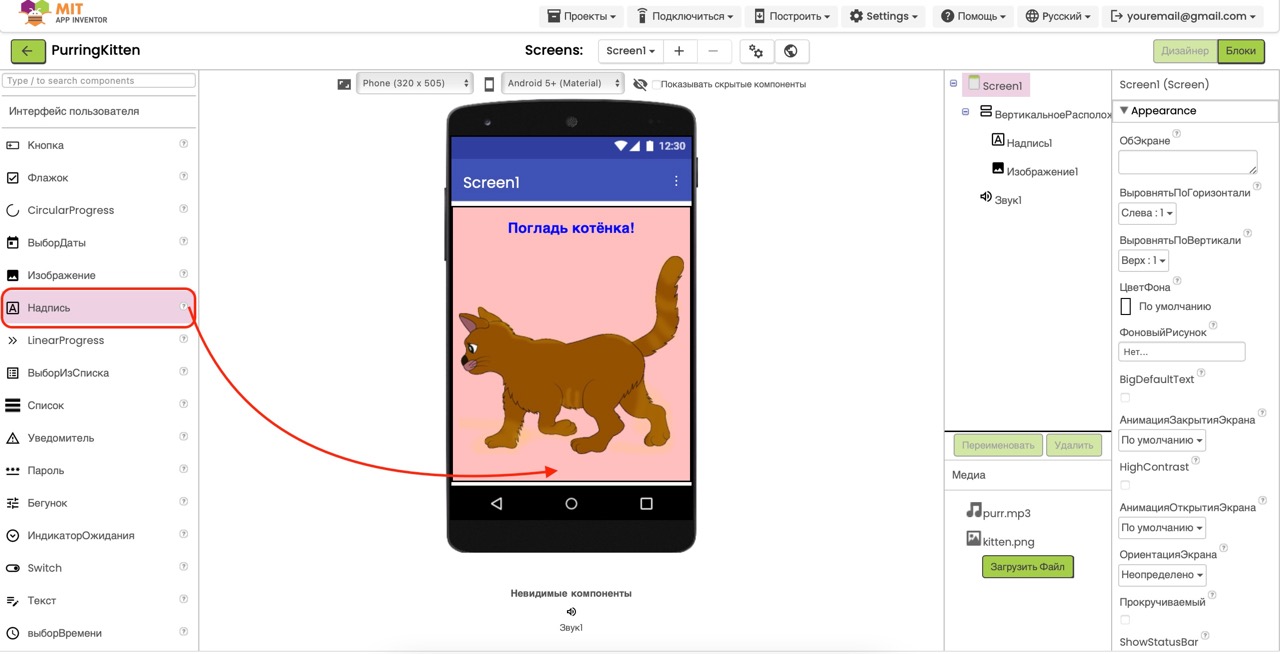 MIT
APP INVENTOR
Проекты
Подключиться
Построить
Settings
Помощь
Русский
youremail@gmail.com
PurringKitten
Screens:
Screen1
Дизайнер
Блоки
Type / to search components
Интерфейс пользователя
Кнопка
Флажок
CircularProgress
ВыборДаты
Изображение
Надпись
LinearProgress
ВыборИзСписка
Список
Уведомитель
Пароль
Бегунок
ИндикаторОжидания
Switch
Текст
выборВремени
Phone (320 x 505)
Android 5+ (Material)
Показывать скрытые компоненты
12:30
Screen1
Погладь котёнка!
Невидимые компоненты
Звук1
Screen1
ВертикальноеРасполож
Надпись1
Изображение1
Звук1
Переименовать
Удалить
Медиа
purr.mp3
kitten.png
Загрузить Файл
Screen1 (Screen)
Appearance
ОбЭкране
ВыровнятьПоГоризонтали
Слева : 1
ВыровнятьПоВертикали
Верх : 1
ЦветФона
По умолчанию
ФоновыйРисунок
Нет...
BigDefaultText
АнимацияЗакрытияЭкрана
По умолчанию
HighContrast
АнимацияОткрытияЭкрана
По умолчанию
ОриентацияЭкрана
Неопределено
Прокручиваемый
ShowStatusBar